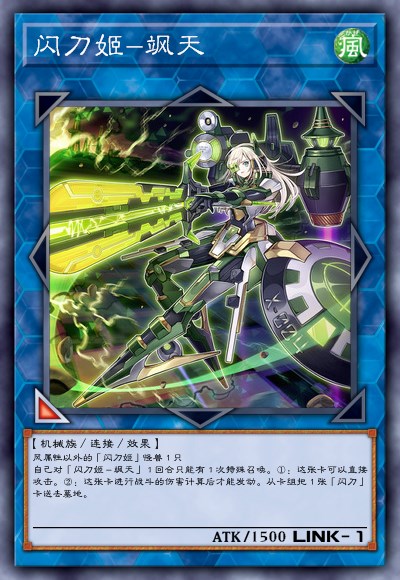 闪刀姬-飒天
風
X-002
【机械族/连接/效果】
风属性以外的「闪刀姬」怪兽1只
自己对「闪刀姬-飒天」1回合只能有1次特殊召唤。①：这张卡可以直接
攻击。②：这张卡进行战斗的伤害计算后才能发动。从卡组把1张「闪刀」
卡送去墓地。
ATK/1500 LINK-1